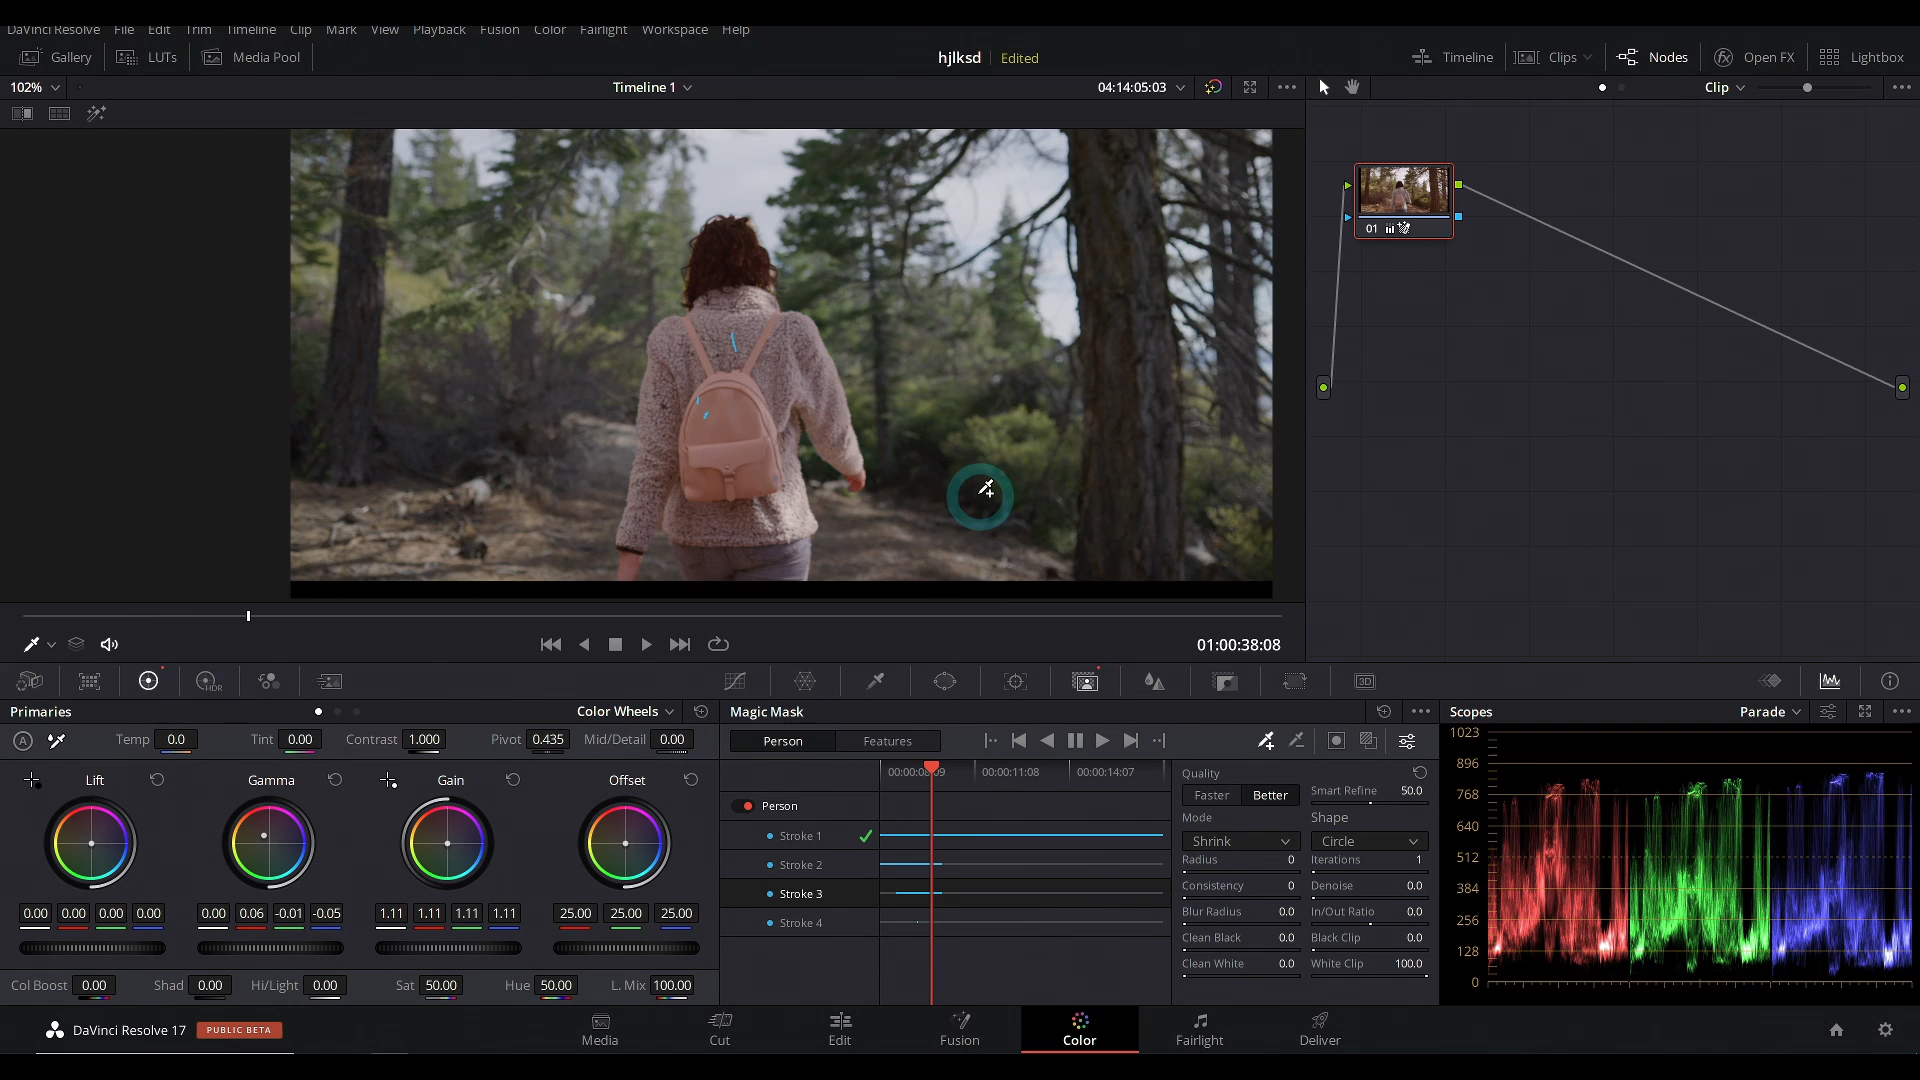 DaVinci Resolve File Edit Trim Timeline Clip Mark View Playback Fusion Color Fairlight Workspace Help
Gallery LUTs Media Pool hjlksd Edited Timeline Clips Nodes Open FX Lightbox
102% Timeline 1 04:14:05:03 Clip
01
01:00:38:08
HDR 3D
Primaries Color Wheels Magic Mask Scopes Parade
A Temp 0.0 Tint 0.00 Contrast 1.000 Pivot 0.435 Mid/Detail 0.00 Person Features
Lift Gamma Gain Offset
00:00:08:09 00:00:11:08 00:00:14:07
Person
Stroke 1
Stroke 2
Stroke 3
Stroke 4
Quality
Faster Better Smart Refine 50.0
Mode Shape
Shrink Circle
Radius 0 Iterations 1
Consistency 0 Denoise 0.0
Blur Radius 0.0 In/Out Ratio 0.0
Clean Black 0.0 Black Clip 0.0
Clean White 0.0 White Clip 100.0
1023
896
768
640
512
384
256
128
0
0.00 0.00 0.00 0.00 0.00 0.06 -0.01 -0.05 1.11 1.11 1.11 1.11 25.00 25.00 25.00
Col Boost 0.00 Shad 0.00 Hi/Light 0.00 Sat 50.00 Hue 50.00 L. Mix 100.00
DaVinci Resolve 17 PUBLIC BETA
Media Cut Edit Fusion Color Fairlight Deliver